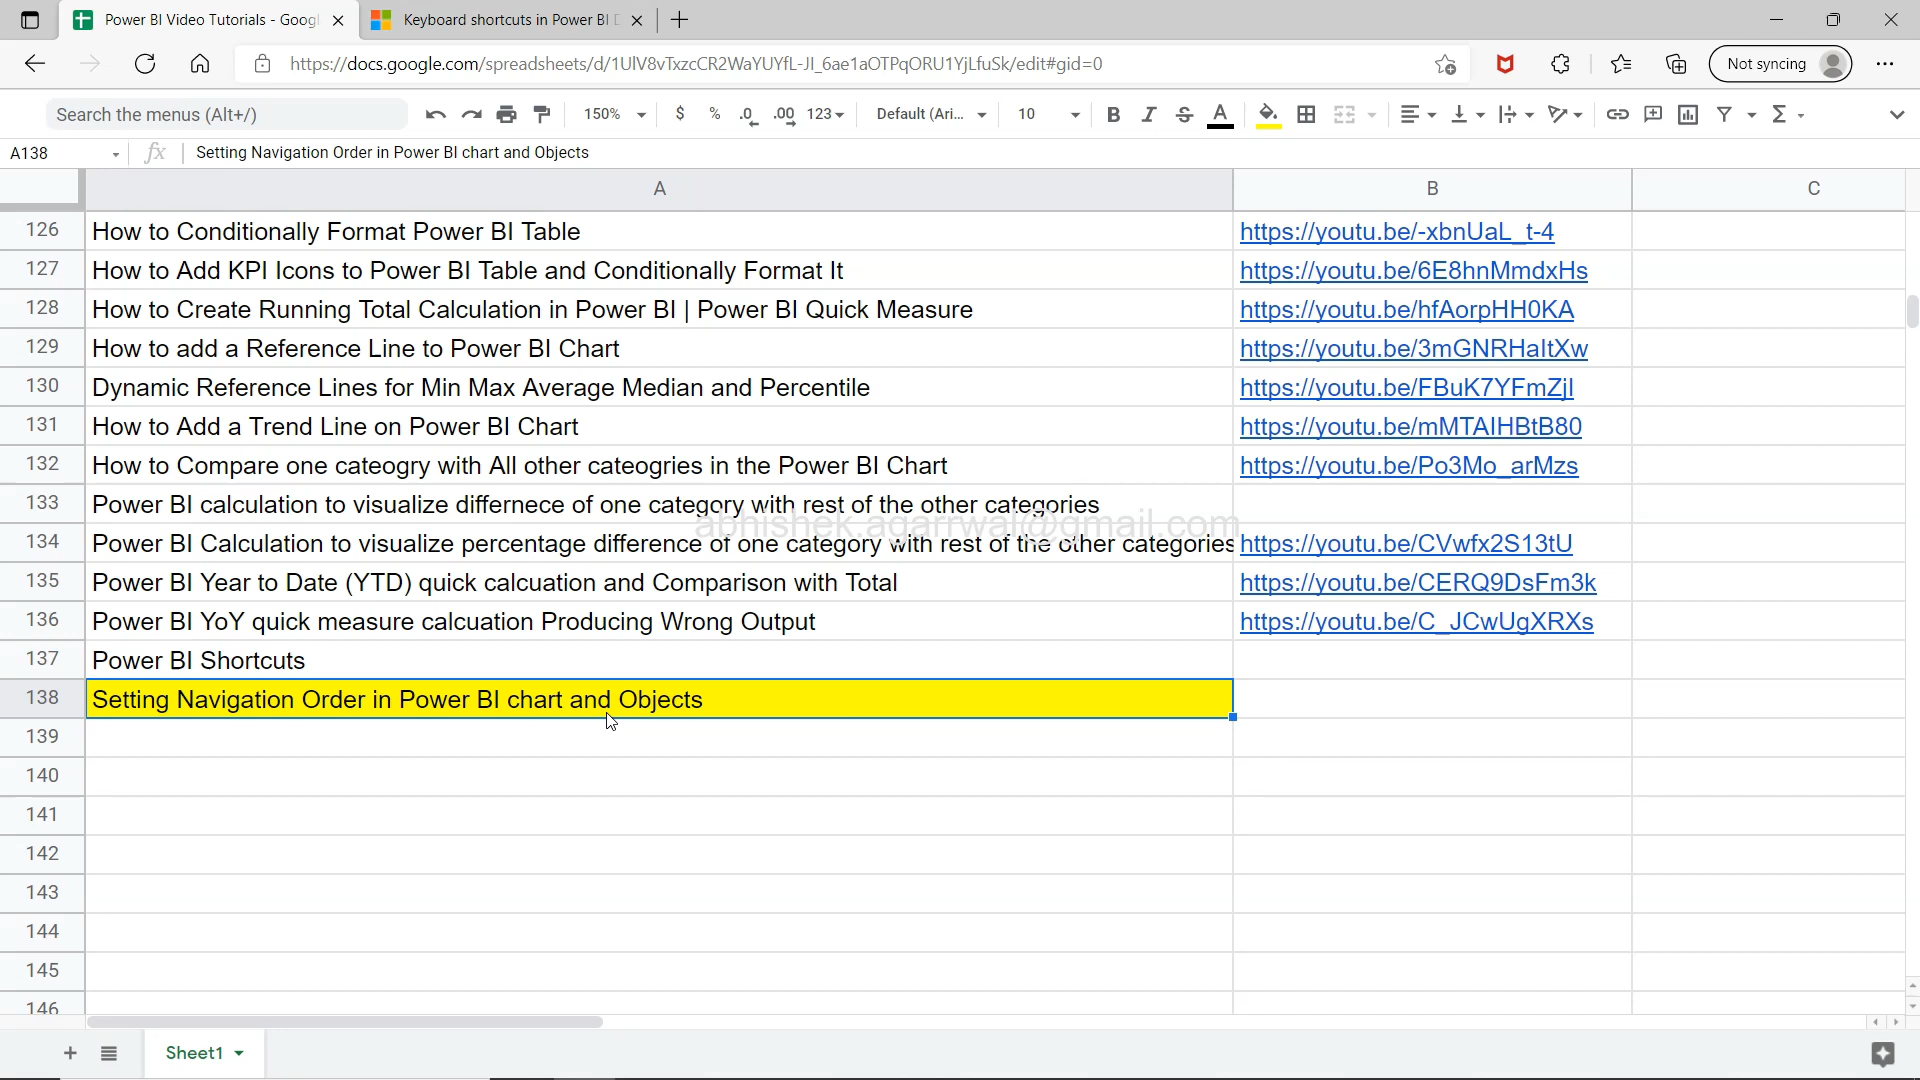 Power BI Video Tutorials - Goog
Keyboard shortcuts in Power BI D
https://docs.google.com/spreadsheets/d/1UlV8vTxzcCR2WaYUYfL-JI_6ae1aOTPqORU1YjLfuSk/edit#gid=0
Not syncing
Search the menus (Alt+/)
150%
$
%
.0
.00
123
Default (Ari...
10
B
I
S
A
Σ
A138
fx
Setting Navigation Order in Power BI chart and Objects
A
B
C
126 How to Conditionally Format Power BI Table https://youtu.be/-xbnUaL_t-4
127 How to Add KPI Icons to Power BI Table and Conditionally Format It https://youtu.be/6E8hnMmdxHs
128 How to Create Running Total Calculation in Power BI | Power BI Quick Measure https://youtu.be/hfAorpHH0KA
129 How to add a Reference Line to Power BI Chart https://youtu.be/3mGNRHaltXw
130 Dynamic Reference Lines for Min Max Average Median and Percentile https://youtu.be/FBuK7YFmZjI
131 How to Add a Trend Line on Power BI Chart https://youtu.be/mMTAIHBtB80
132 How to Compare one cateogry with All other cateogries in the Power BI Chart https://youtu.be/Po3Mo_arMzs
133 Power BI calculation to visualize differnece of one category with rest of the other categories
abhishek.agarrwal@gmail.com
134 Power BI Calculation to visualize percentage difference of one category with rest of the other categories https://youtu.be/CVwfx2S13tU
135 Power BI Year to Date (YTD) quick calcuation and Comparison with Total https://youtu.be/CERQ9DsFm3k
136 Power BI YoY quick measure calcuation Producing Wrong Output https://youtu.be/C_JCwUgXRXs
137 Power BI Shortcuts
138 Setting Navigation Order in Power BI chart and Objects
139
140
141
142
143
144
145
146
Sheet1